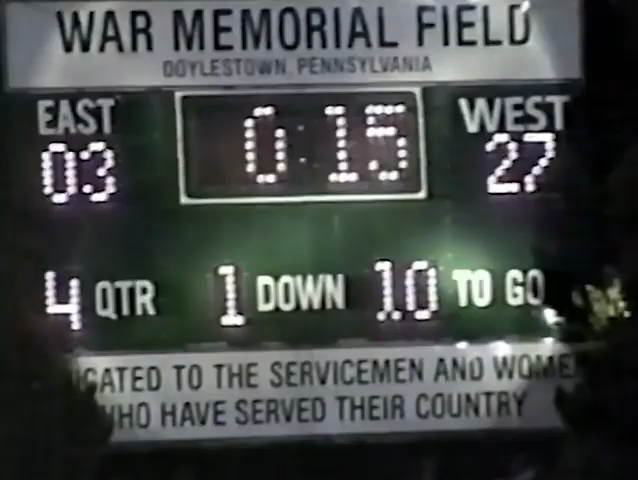 WAR MEMORIAL FIELD
DOYLESTOWN, PENNSYLVANIA
EAST 0:15 WEST
03 27
4 QTR 1 DOWN 10 TO GO
ICATED TO THE SERVICEMEN AND WOME
WHO HAVE SERVED THEIR COUNTRY